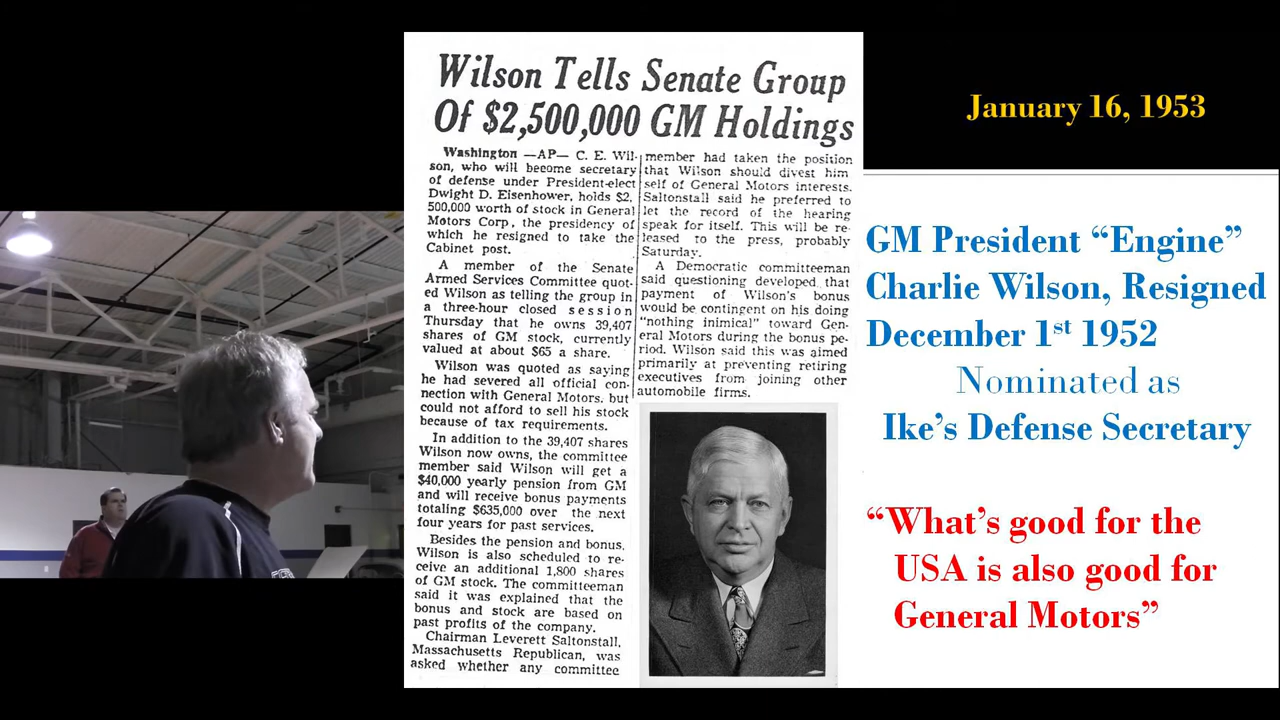 Wilson Tells Senate Group
Of $2,500,000 GM Holdings
Washington —AP— C. E. Wil-
son, who will become secretary
of defense under President-elect
Dwight D. Eisenhower, holds $2,
500,000 worth of stock in General
Motors Corp, the presidency of
which he resigned to take the
Cabinet post.
A member of the Senate
Armed Services Committee quot-
ed Wilson as telling the group in
a three-hour closed session
Thursday that he owns 39,407
shares of GM stock, currently
valued at about $65 a share.
Wilson was quoted as saying
he had severed all official con-
nection with General Motors, but
could not afford to sell his stock
because of tax requirements.
In addition to the 39,407 shares
Wilson now owns, the committee
member said Wilson will get a
$40,000 yearly pension from GM
and will receive bonus payments
totaling $635,000 over the next
four years for past services.
Besides the pension and bonus,
Wilson is also scheduled to re-
ceive an additional 1,800 shares
of GM stock. The committeeman
said it was explained that the
bonus and stock are based on
past profits of the company.
Chairman Leverett Saltonstall,
Massachusetts Republican, was
asked whether any committee
member had taken the position
that Wilson should divest him
self of General Motors interests.
Saltonstall said he preferred to
let the record of the hearing
speak for itself. This will be re-
leased to the press, probably
Saturday.
A Democratic committeeman
said questioning developed that
payment of Wilson's bonus
would be contingent on his doing
"nothing inimical" toward Gen-
eral Motors during the bonus pe-
riod. Wilson said this was aimed
primarily at preventing retiring
executives from joining other
automobile firms.
January 16, 1953
GM President “Engine”
Charlie Wilson, Resigned
December 1st 1952
Nominated as
Ike’s Defense Secretary
“What’s good for the
USA is also good for
General Motors”